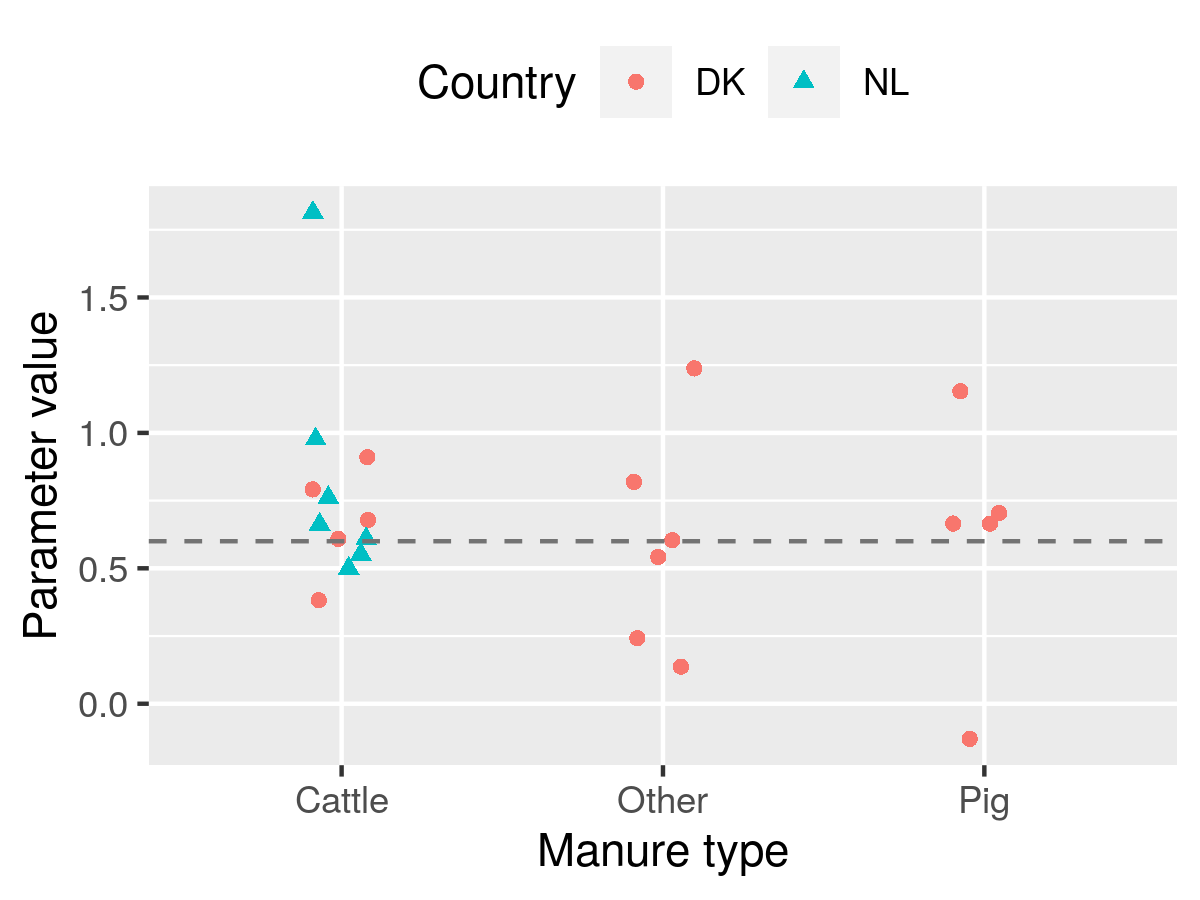 Country DK NL
Parameter value
1.5
1.0
0.5
0.0
Cattle Other Pig
Manure type